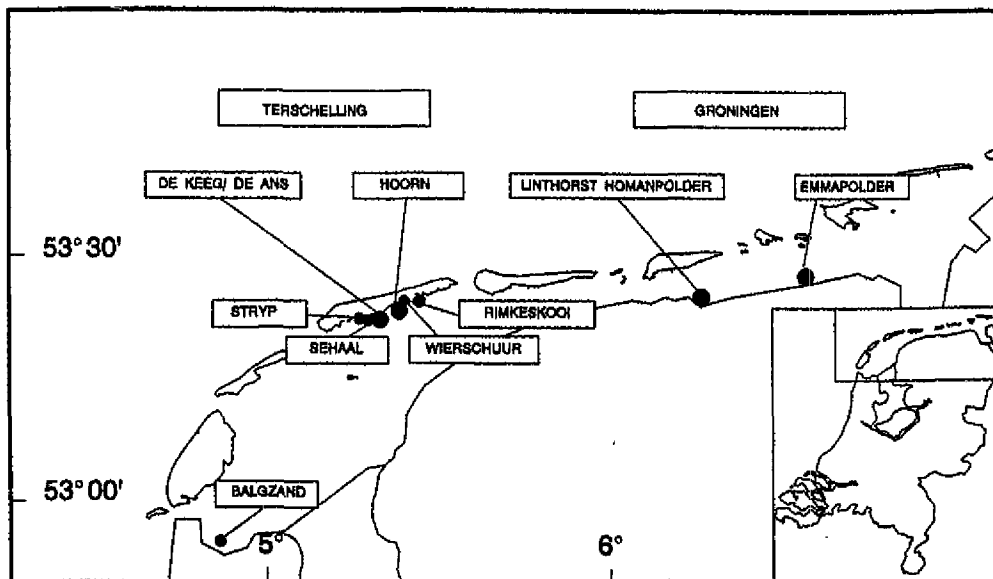 TERSCHELLING
GRONINGEN
DE KEEG/ DE ANS
HOORN
LINTHORST HOMANPOLDER
EMMAPOLDER
53°30'
STRYP
RIMKESKOOI
SEHAAL
WIERSCHUUR
53°00'
BALGZAND
5°
6°